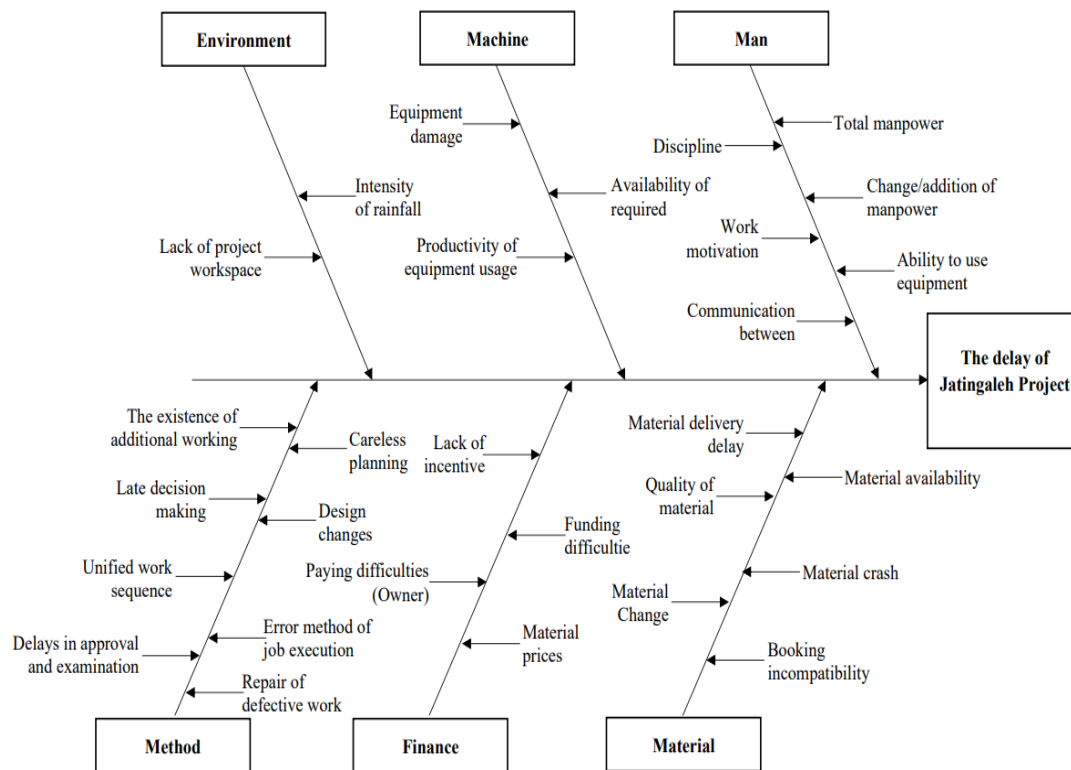 Environment
Machine
Man
Equipment
damage
Total manpower
Discipline
Intensity
of rainfall
Availability of
required
Change/addition of
manpower
Work
motivation
Lack of project
workspace
Productivity of
equipment usage
Ability to use
equipment
Communication
between
The delay of
Jatingaleh Project
The existence of
additional working
Careless
planning
Lack of
incentive
Material delivery
delay
Material availability
Late decision
making
Design
changes
Quality of
material
Funding
difficultie
Unified work
sequence
Paying difficulties
(Owner)
Material crash
Material
Change
Error method of
job execution
Delays in approval
and examination
Material
prices
Booking
incompatibility
Repair of
defective work
Method
Finance
Material